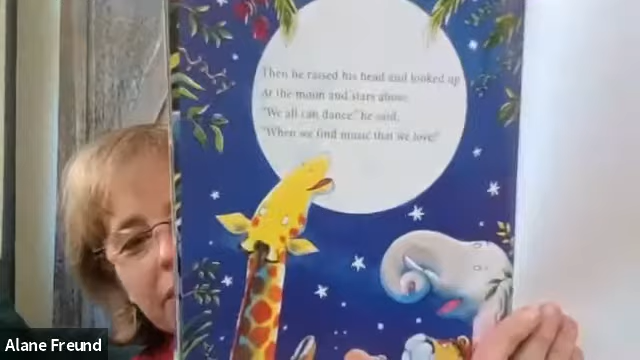 Then he raised his head and looked up
At the moon and stars above.
"We all can dance," he said,
"When we find music that we love."
Alane Freund